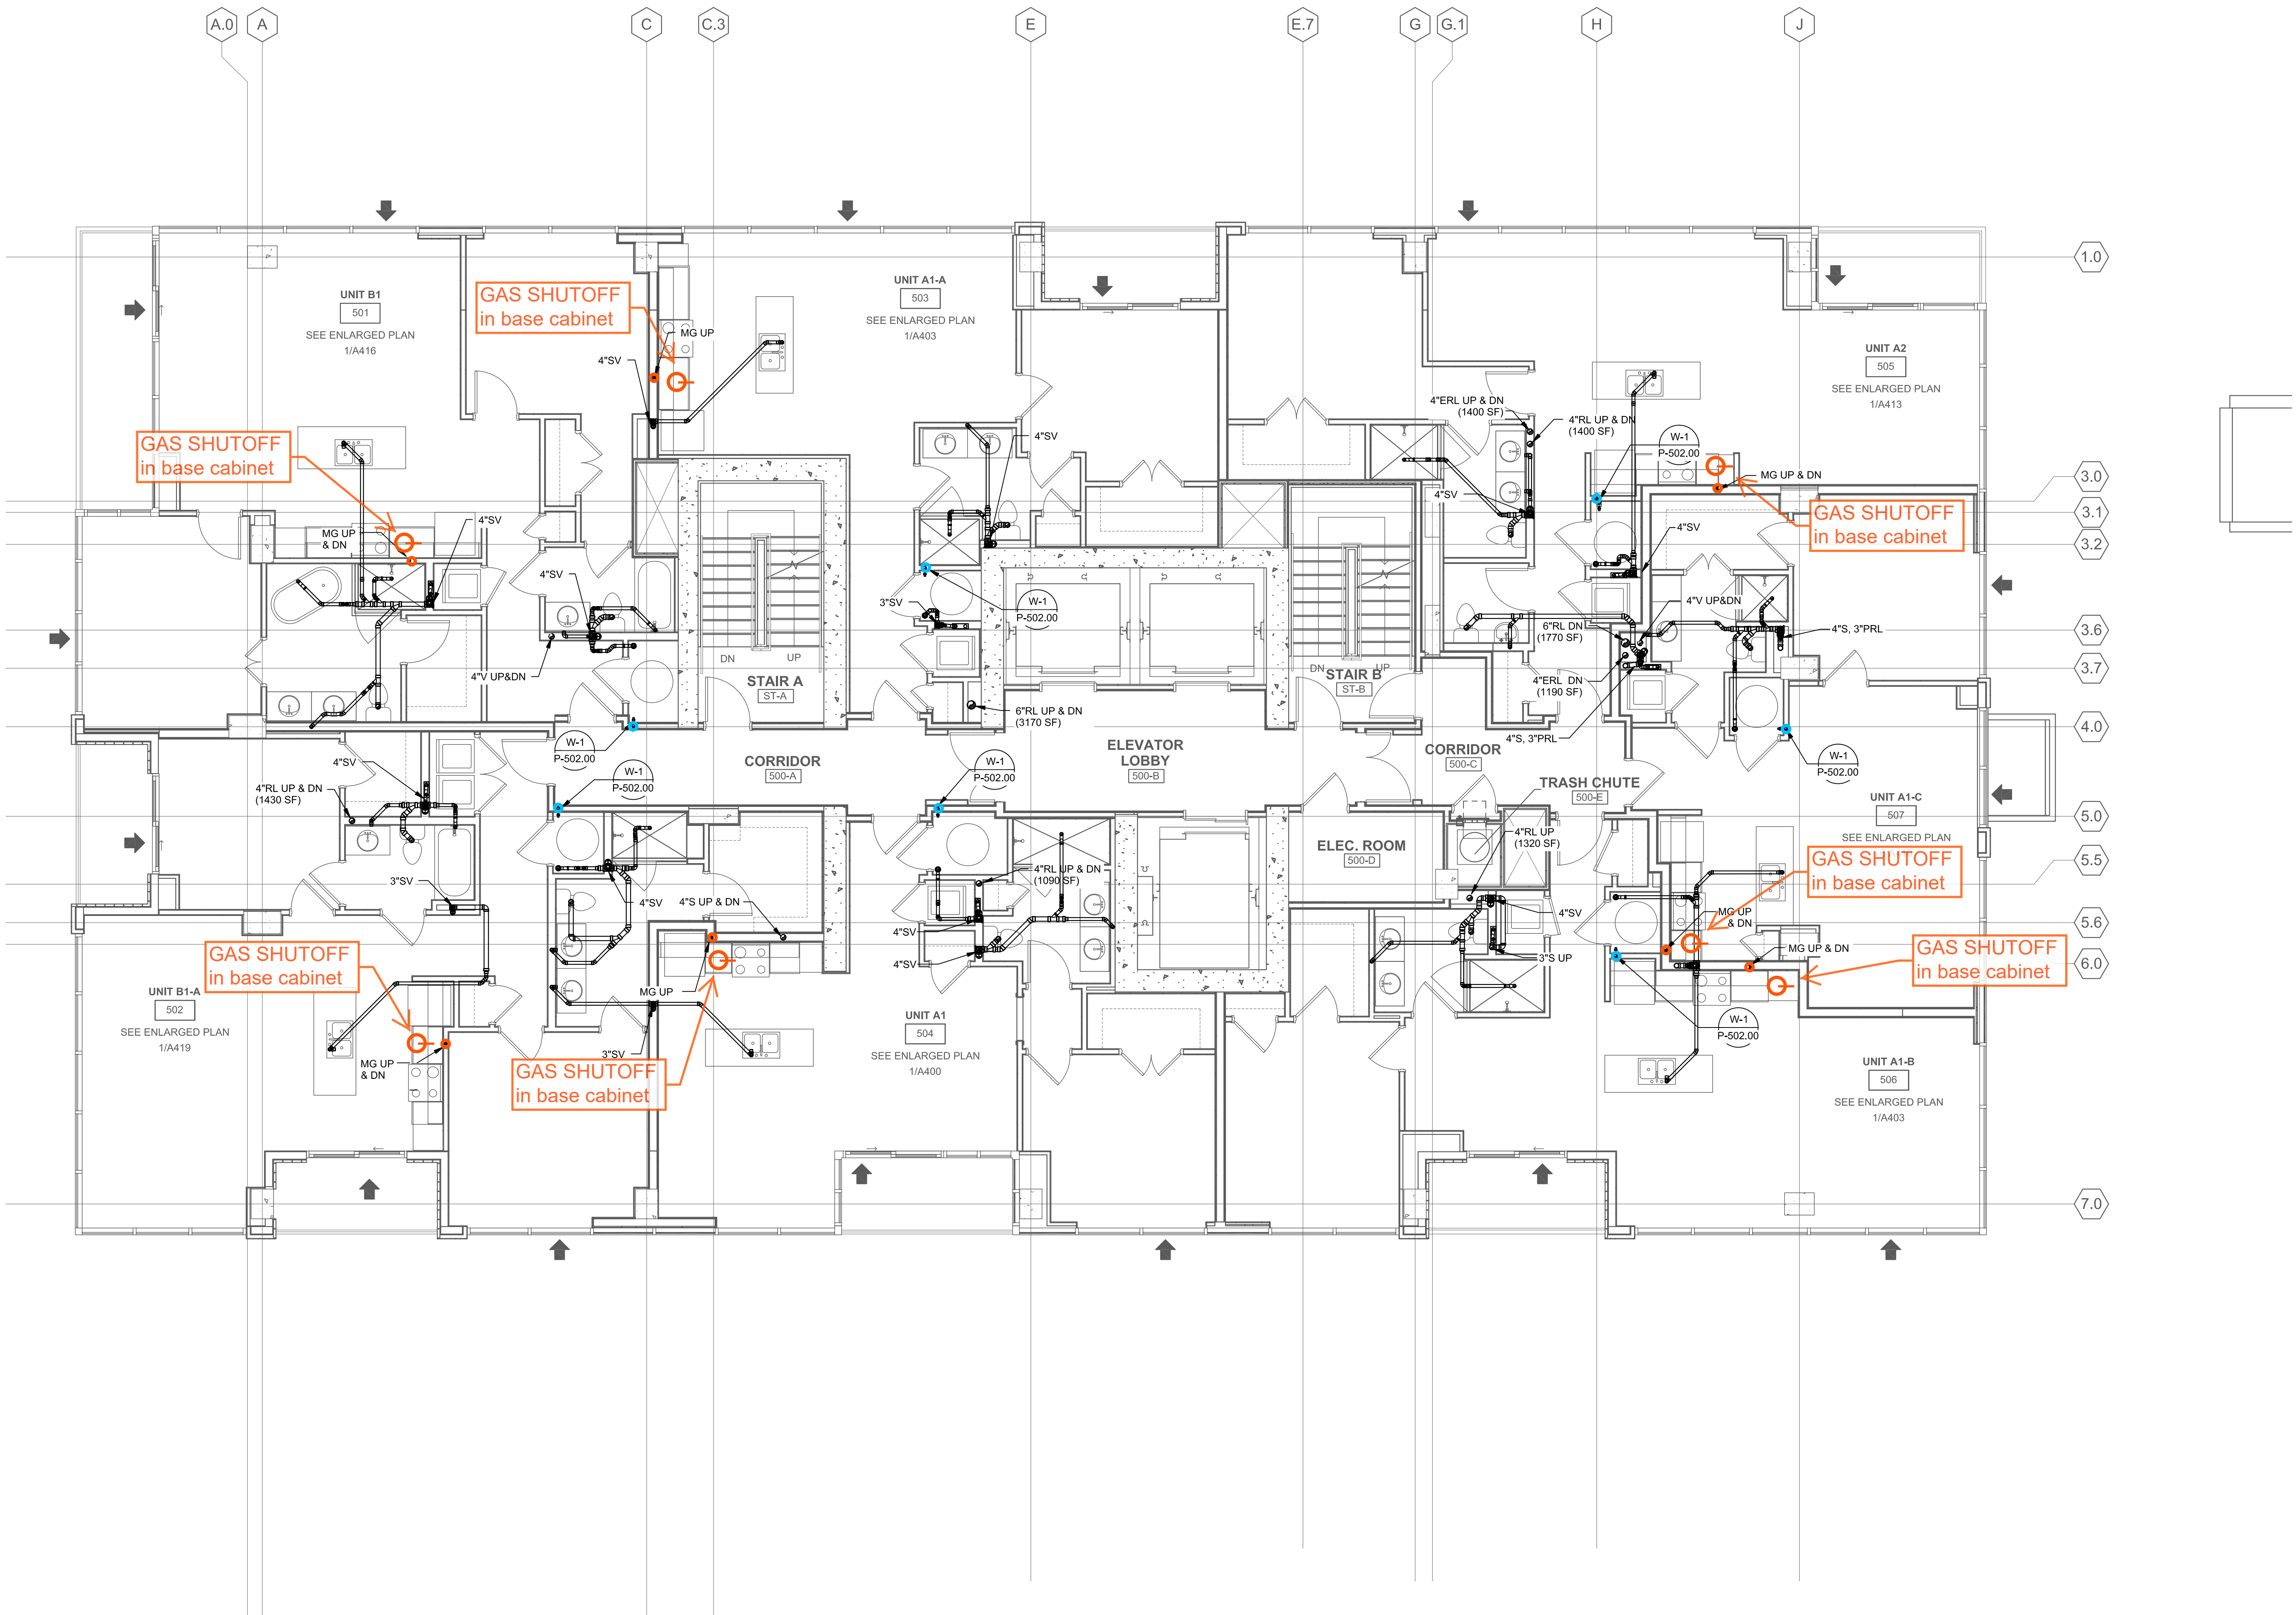 A.0
A
C
C.3
E
E.7
G
G.1
H
J
1.0
UNIT B1
501
SEE ENLARGED PLAN
1/A416
GAS SHUTOFF
in base cabinet
MG UP
4"SV
UNIT A1-A
503
SEE ENLARGED PLAN
1/A403
UNIT A2
505
SEE ENLARGED PLAN
1/A413
4"ERL UP & DN
(1400 SF)
4"RL UP & DN
(1400 SF)
W-1
P-502.00
MG UP & DN
3.0
GAS SHUTOFF
in base cabinet
4"SV
4"SV
GAS SHUTOFF
in base cabinet
3.1
MG UP
& DN
4"SV
4"SV
3.2
4"SV
3"SV
W-1
P-502.00
4"V UP&DN
6"RL DN
(1770 SF)
4"S, 3"PRL
3.6
DN
UP
STAIR A
ST-A
4"V UP&DN
DN
UP
STAIR B
ST-B
4"ERL DN
(1190 SF)
3.7
6"RL UP & DN
(3170 SF)
4"S, 3"PRL
4.0
W-1
P-502.00
W-1
P-502.00
CORRIDOR
500-A
W-1
P-502.00
ELEVATOR
LOBBY
500-B
CORRIDOR
500-C
TRASH CHUTE
500-E
W-1
P-502.00
4"SV
4"RL UP & DN
(1430 SF)
UNIT A1-C
507
SEE ENLARGED PLAN
5.0
ELEC. ROOM
500-D
4"RL UP
(1320 SF)
GAS SHUTOFF
in base cabinet
5.5
3"SV
4"RL UP & DN
(1090 SF)
4"SV
4"S UP & DN
4"SV
4"SV
MG UP
& DN
5.6
GAS SHUTOFF
in base cabinet
4"SV
3"S UP
MG UP & DN
GAS SHUTOFF
in base cabinet
6.0
UNIT B1-A
502
SEE ENLARGED PLAN
1/A419
MG UP
UNIT A1
504
SEE ENLARGED PLAN
1/A400
W-1
P-502.00
3"SV
MG UP
& DN
GAS SHUTOFF
in base cabinet
UNIT A1-B
506
SEE ENLARGED PLAN
1/A403
7.0